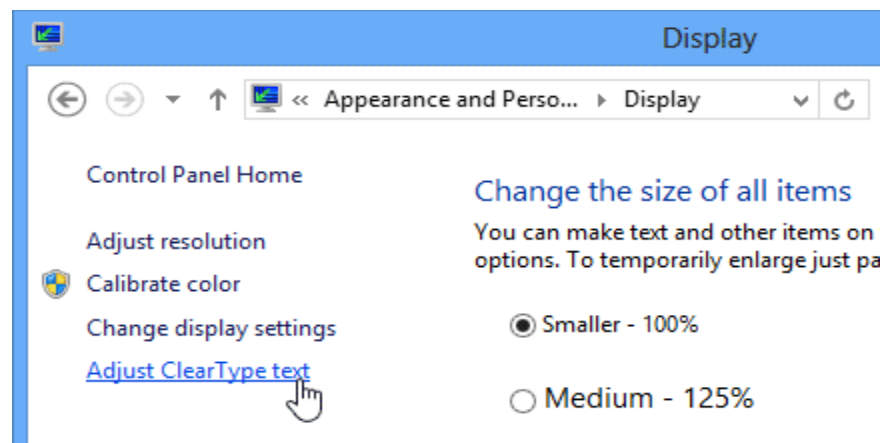 Display
« Appearance and Perso... Display
Control Panel Home
Adjust resolution
Calibrate color
Change display settings
Adjust ClearType text
Change the size of all items
You can make text and other items on
options. To temporarily enlarge just pa
Smaller - 100%
Medium - 125%